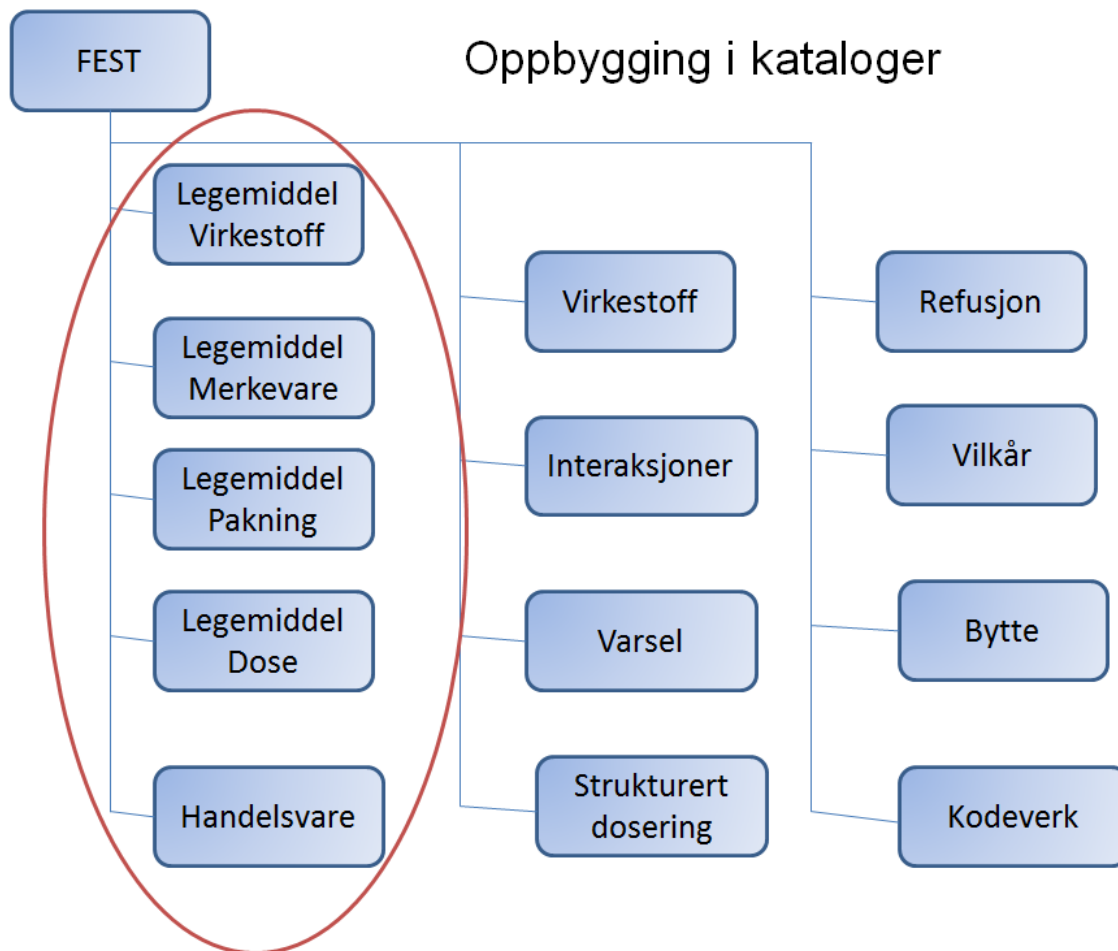 FEST
Oppbygging i kataloger
Legemiddel
Virkestoff
Legemiddel
Merkevare
Legemiddel
Pakning
Legemiddel
Dose
Handelsvare
Virkestoff
Interaksjoner
Varsel
Strukturert
dosering
Refusjon
Vilkår
Bytte
Kodeverk